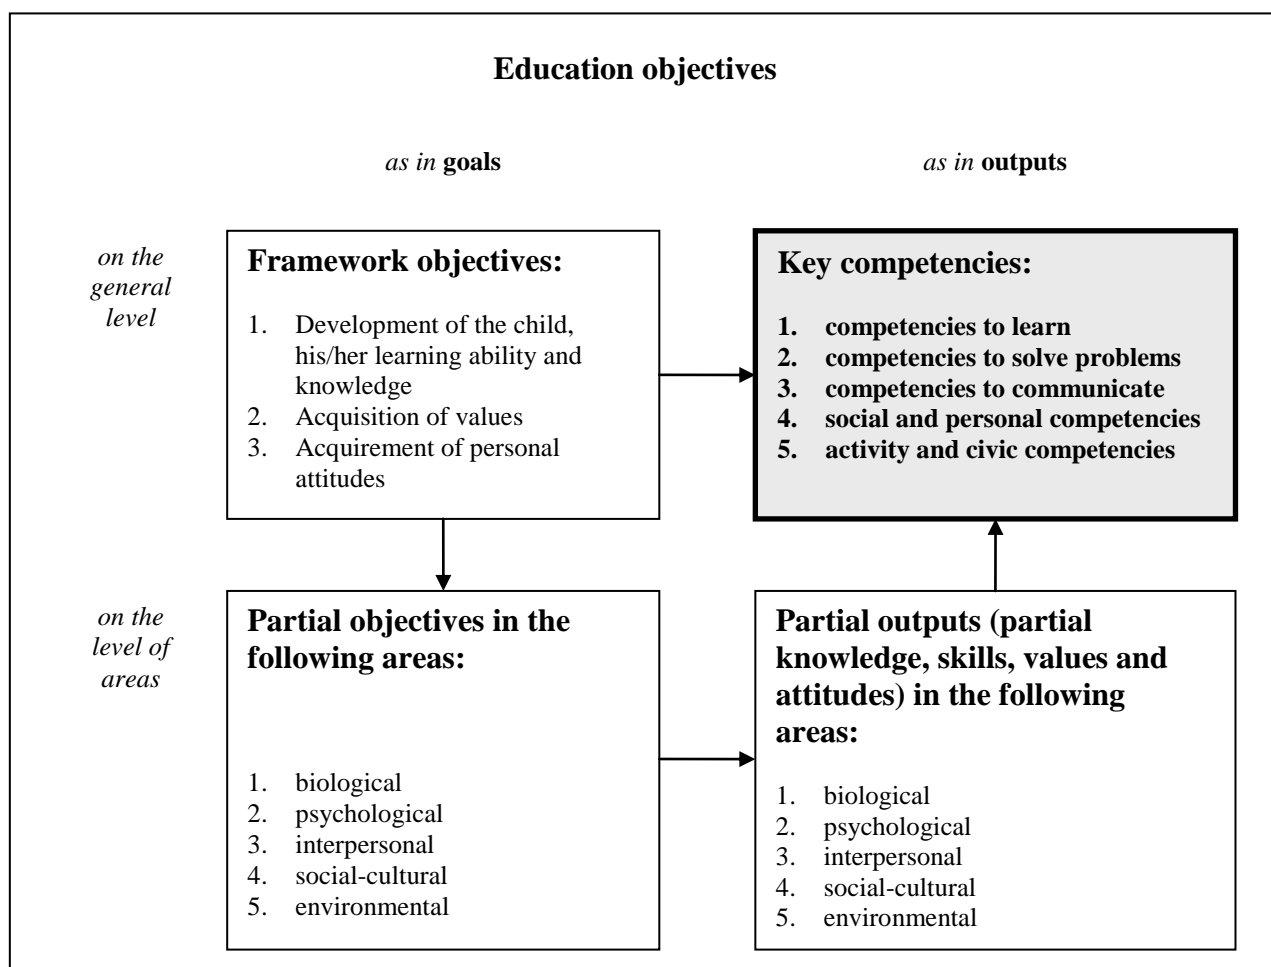 Education objectives
as in goals
as in outputs
on the
general
level
Framework objectives:
1. Development of the child,
his/her learning ability and
knowledge
2. Acquisition of values
3. Acquirement of personal
attitudes
Key competencies:
1. competencies to learn
2. competencies to solve problems
3. competencies to communicate
4. social and personal competencies
5. activity and civic competencies
on the
level of
areas
Partial objectives in the
following areas:
1. biological
2. psychological
3. interpersonal
4. social-cultural
5. environmental
Partial outputs (partial
knowledge, skills, values and
attitudes) in the following
areas:
1. biological
2. psychological
3. interpersonal
4. social-cultural
5. environmental